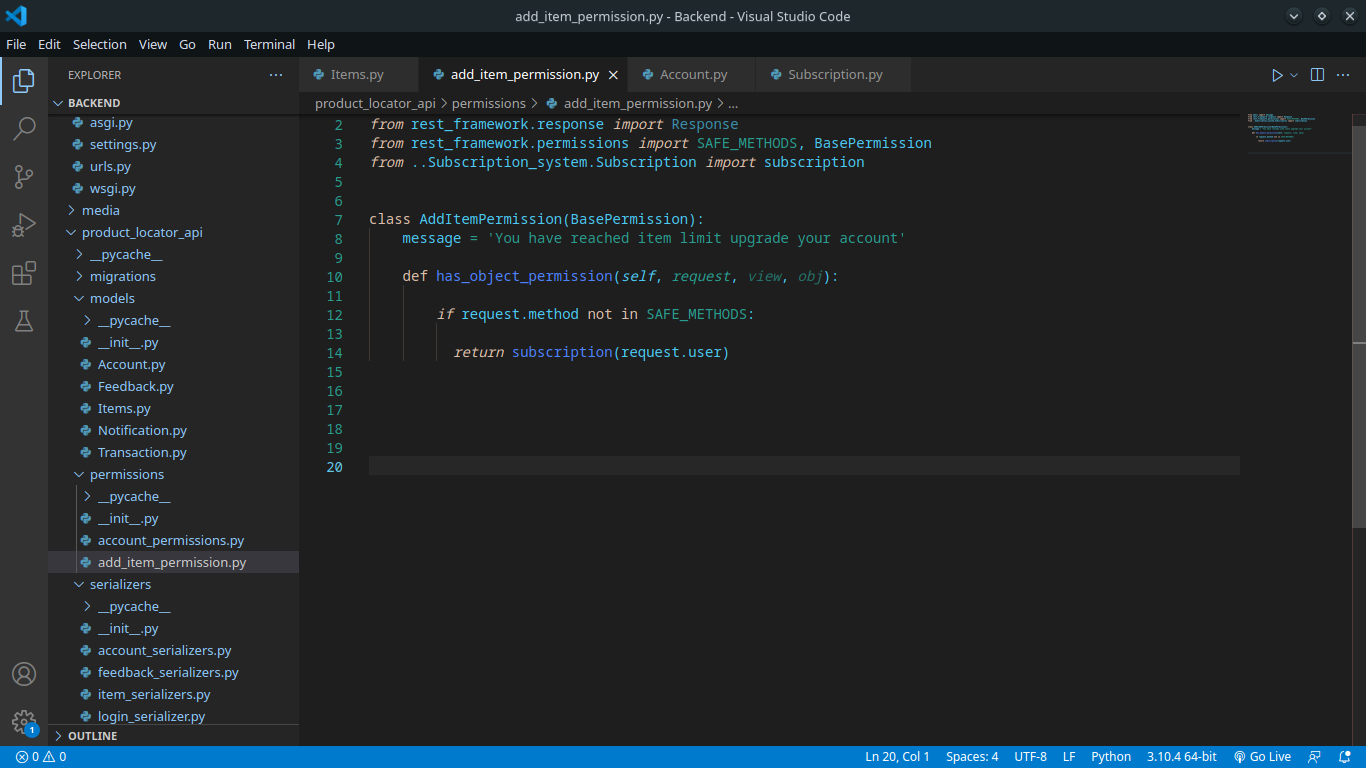 add_item_permission.py - Backend - Visual Studio Code
File Edit Selection View Go Run Terminal Help
EXPLORER
Items.py
add_item_permission.py
Account.py
Subscription.py
BACKEND
product_locator_api > permissions > add_item_permission.py > ...
asgi.py
settings.py
urls.py
wsgi.py
media
product_locator_api
__pycache__
migrations
models
__pycache__
__init__.py
Account.py
Feedback.py
Items.py
Notification.py
Transaction.py
permissions
__pycache__
__init__.py
account_permissions.py
add_item_permission.py
serializers
__pycache__
__init__.py
account_serializers.py
feedback_serializers.py
item_serializers.py
login_serializer.py
OUTLINE
2 from rest_framework.response import Response
3 from rest_framework.permissions import SAFE_METHODS, BasePermission
4 from ..Subscription_system.Subscription import subscription
5
6
7 class AddItemPermission(BasePermission):
8 message = 'You have reached item limit upgrade your account'
9
10 def has_object_permission(self, request, view, obj):
11
12 if request.method not in SAFE_METHODS:
13
14 return subscription(request.user)
15
16
17
18
19
20
1
0 0 Ln 20, Col 1 Spaces: 4 UTF-8 LF Python 3.10.4 64-bit Go Live